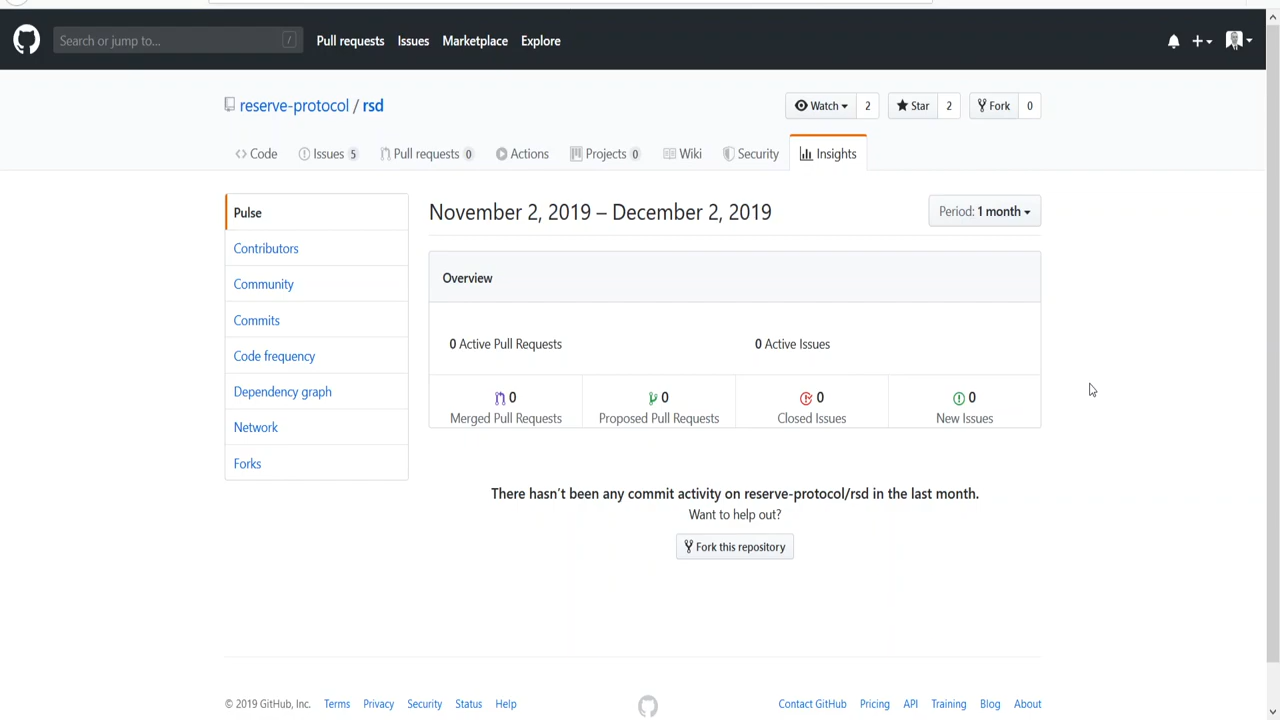 Search or jump to... /
Pull requests Issues Marketplace Explore
reserve-protocol / rsd
Watch 2 Star 2 Fork 0
Code Issues 5 Pull requests 0 Actions Projects 0 Wiki Security Insights
Pulse
Contributors
Community
Commits
Code frequency
Dependency graph
Network
Forks
November 2, 2019 – December 2, 2019
Period: 1 month
Overview
0 Active Pull Requests
0 Active Issues
0
Merged Pull Requests
0
Proposed Pull Requests
0
Closed Issues
0
New Issues
There hasn’t been any commit activity on reserve-protocol/rsd in the last month.
Want to help out?
Fork this repository
© 2019 GitHub, Inc. Terms Privacy Security Status Help
Contact GitHub Pricing API Training Blog About